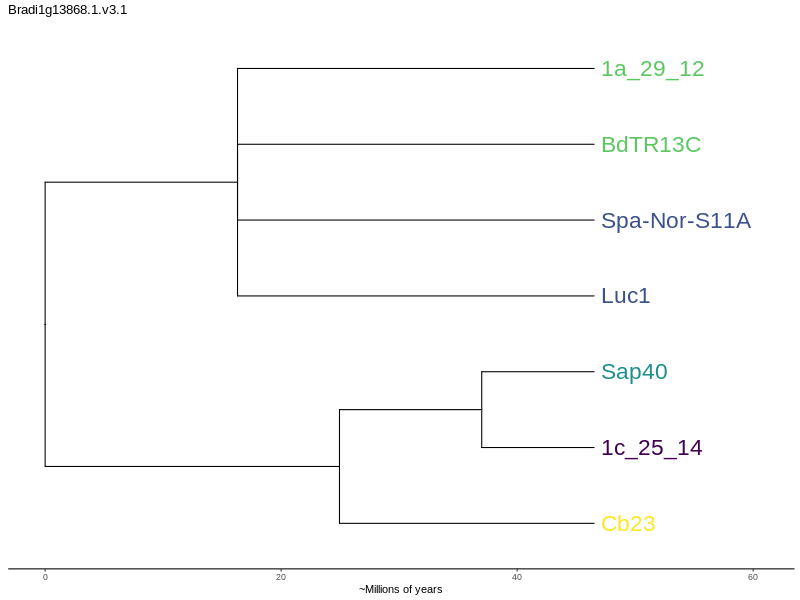 Bradi1g13868.1.v3.1
1a_29_12
BdTR13C
Spa-Nor-S11A
Luc1
Sap40
1c_25_14
Cb23
0 20 40 60
~Millions of years